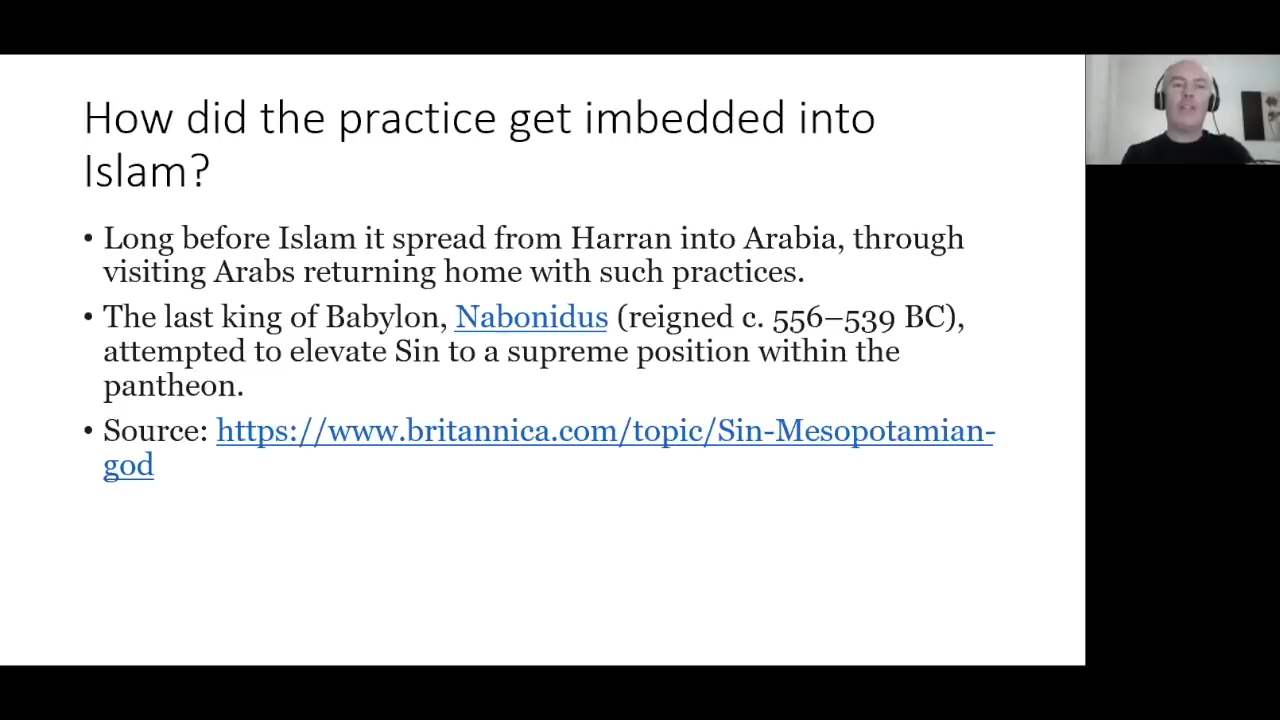 How did the practice get imbedded into
Islam?
• Long before Islam it spread from Harran into Arabia, through
visiting Arabs returning home with such practices.
• The last king of Babylon, Nabonidus (reigned c. 556–539 BC),
attempted to elevate Sin to a supreme position within the
pantheon.
• Source: https://www.britannica.com/topic/Sin-Mesopotamian-
god